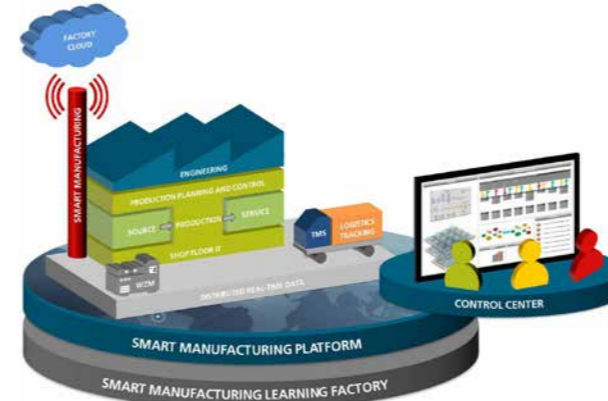 FACTORY
CLOUD
SMART MANUFACTURING
ENGINEERING
PRODUCTION PLANNING AND CONTROL
SOURCE
PRODUCTION
SERVICE
SHOP FLOOR IT
WZM
TMS
LOGISTICS
TRACKING
DISTRIBUTED REAL-TIME DATA
CONTROL CENTER
SMART MANUFACTURING PLATFORM
SMART MANUFACTURING LEARNING FACTORY